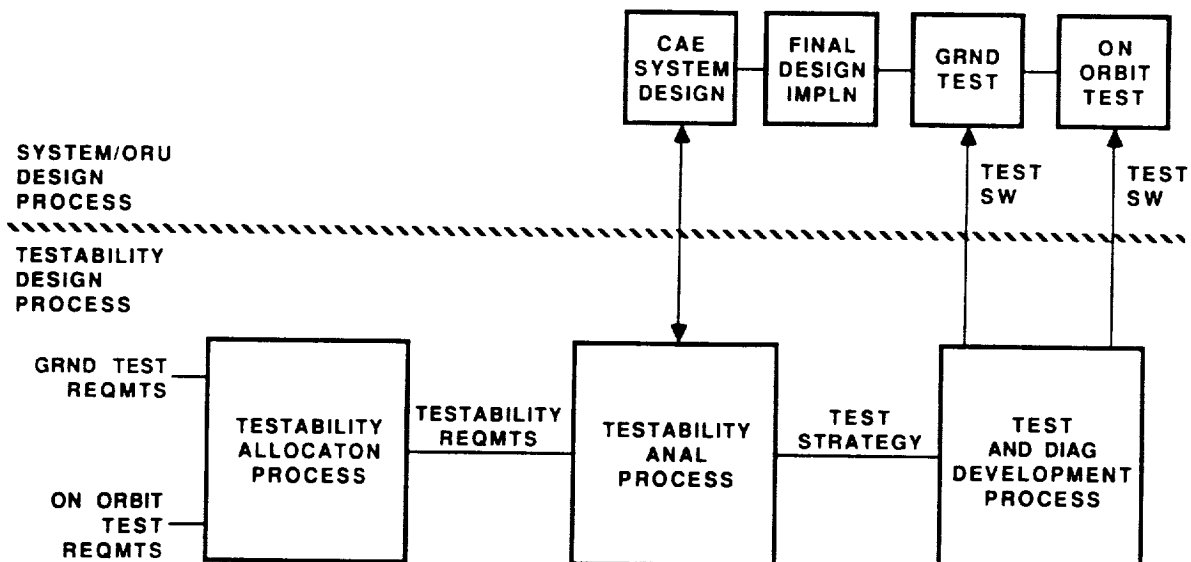 CAE
SYSTEM
DESIGN
FINAL
DESIGN
IMPLN
GRND
TEST
ON
ORBIT
TEST
SYSTEM/ORU
DESIGN
PROCESS
TEST
SW
TEST
SW
TESTABILITY
DESIGN
PROCESS
GRND TEST
REQMTS
ON ORBIT
TEST
REQMTS
TESTABILITY
ALLOCATON
PROCESS
TESTABILITY
REQMTS
TESTABILITY
ANAL
PROCESS
TEST
STRATEGY
TEST
AND DIAG
DEVELOPMENT
PROCESS